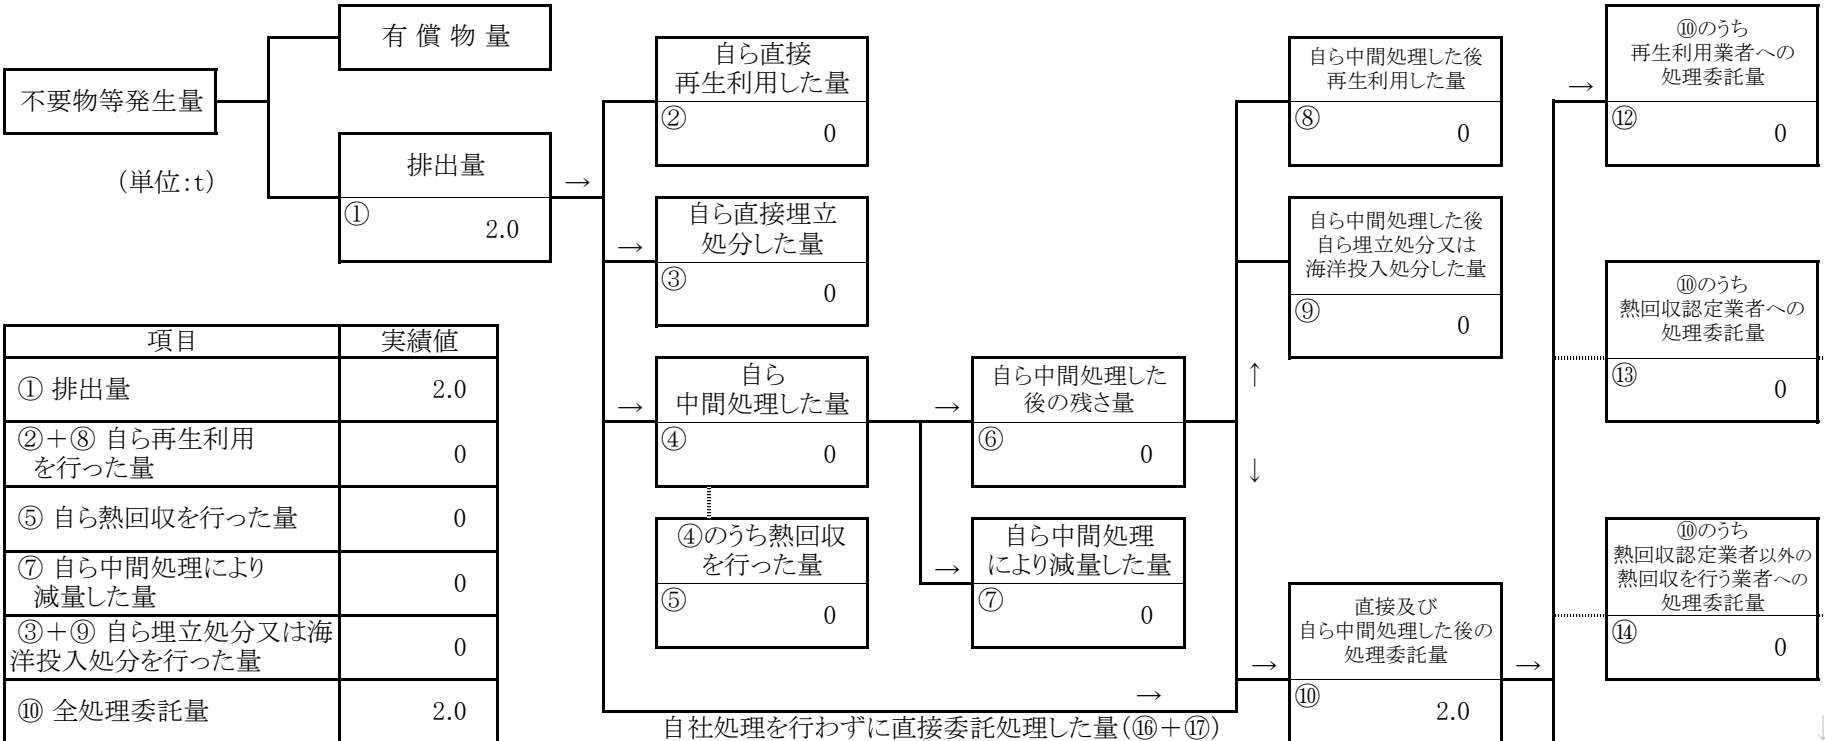 有 償 物 量
不要物等発生量
(単位:t)
排出量
①
2.0
→
自ら直接
再生利用した量
②
0
→
自ら直接埋立
処分した量
③
0
→
自ら
中間処理した量
④
0
④のうち熱回収
を行った量
⑤
0
→
自ら中間処理した
後の残さ量
⑥
0
→
自ら中間処理
により減量した量
⑦
0
自ら中間処理した後
再生利用した量
⑧
0
自ら中間処理した後
自ら埋立処分又は
海洋投入処分した量
⑨
0
↑
↓
→
直接及び
自ら中間処理した後の
処理委託量
⑩
2.0
→
→
自社処理を行わずに直接委託処理した量(⑯+⑰)
→
⑩のうち
再生利用業者への
処理委託量
⑫
0
⑩のうち
熱回収認定業者への
処理委託量
⑬
0
⑩のうち
熱回収認定業者以外の
熱回収を行う業者への
処理委託量
⑭
0
↓
項目 実績値
① 排出量 2.0
②+⑧ 自ら再生利用
を行った量
0
⑤ 自ら熱回収を行った量 0
⑦ 自ら中間処理により
減量した量
0
③+⑨ 自ら埋立処分又は海
洋投入処分を行った量
0
⑩ 全処理委託量 2.0